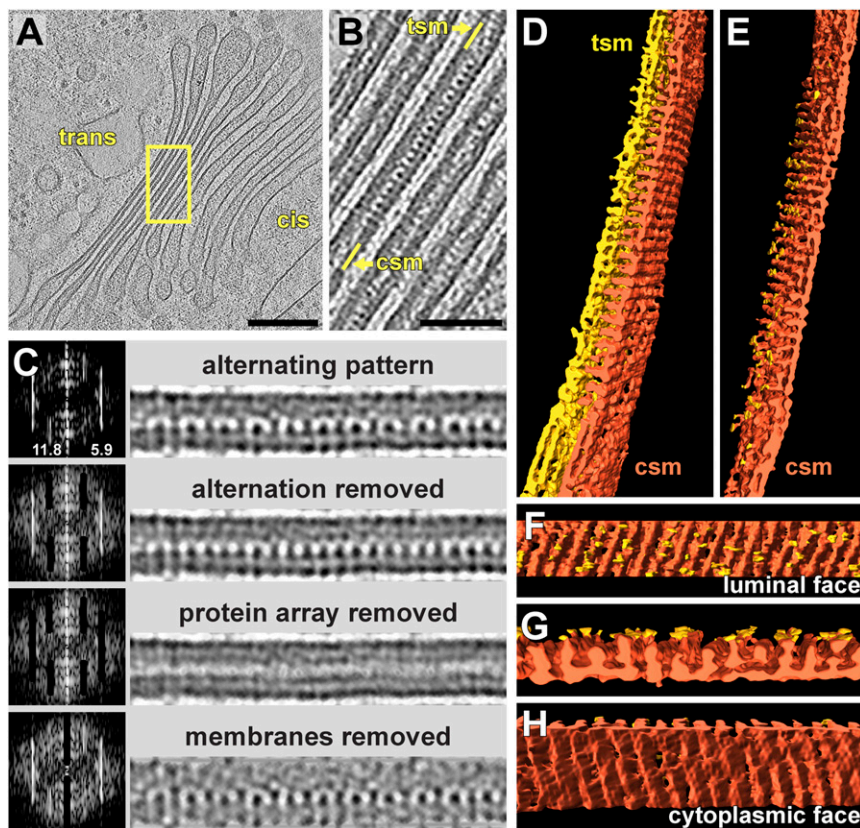 A
trans
cis
B
tsm
csm
C
alternating pattern
11.8 5.9
alternation removed
protein array removed
membranes removed
D
tsm
csm
E
csm
F
luminal face
G
H
cytoplasmic face